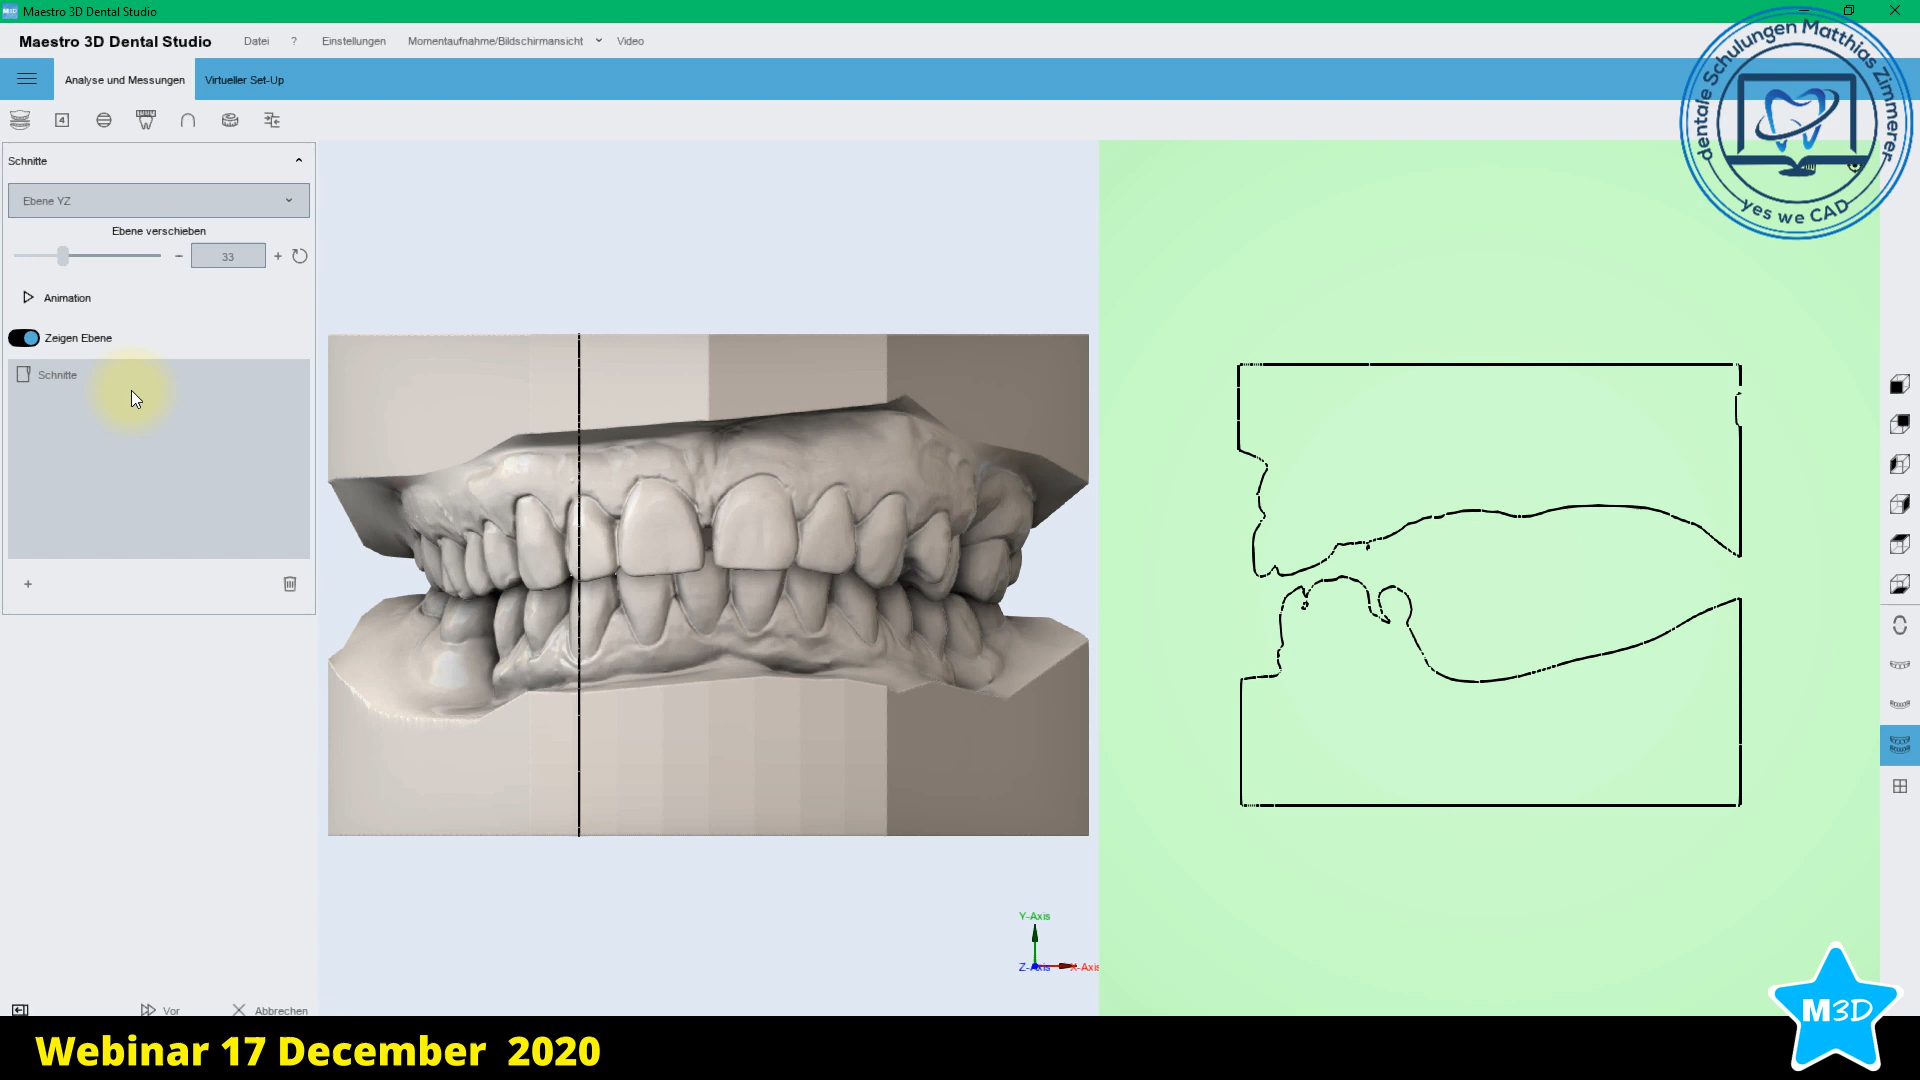 Maestro 3D Dental Studio
Maestro 3D Dental Studio
Datei
?
Einstellungen
Momentaufnahme/Bildschirmansicht
Video
Analyse und Messungen
Virtueller Set-Up
dentale Schulungen Matthias Zimmerer
yes we CAD
4
Schnitte
Ebene YZ
Ebene verschieben
33
Animation
Zeigen Ebene
Schnitte
Y-Axis
Z-Axis
X-Axis
Vor
Abbrechen
M3D
Webinar 17 December 2020